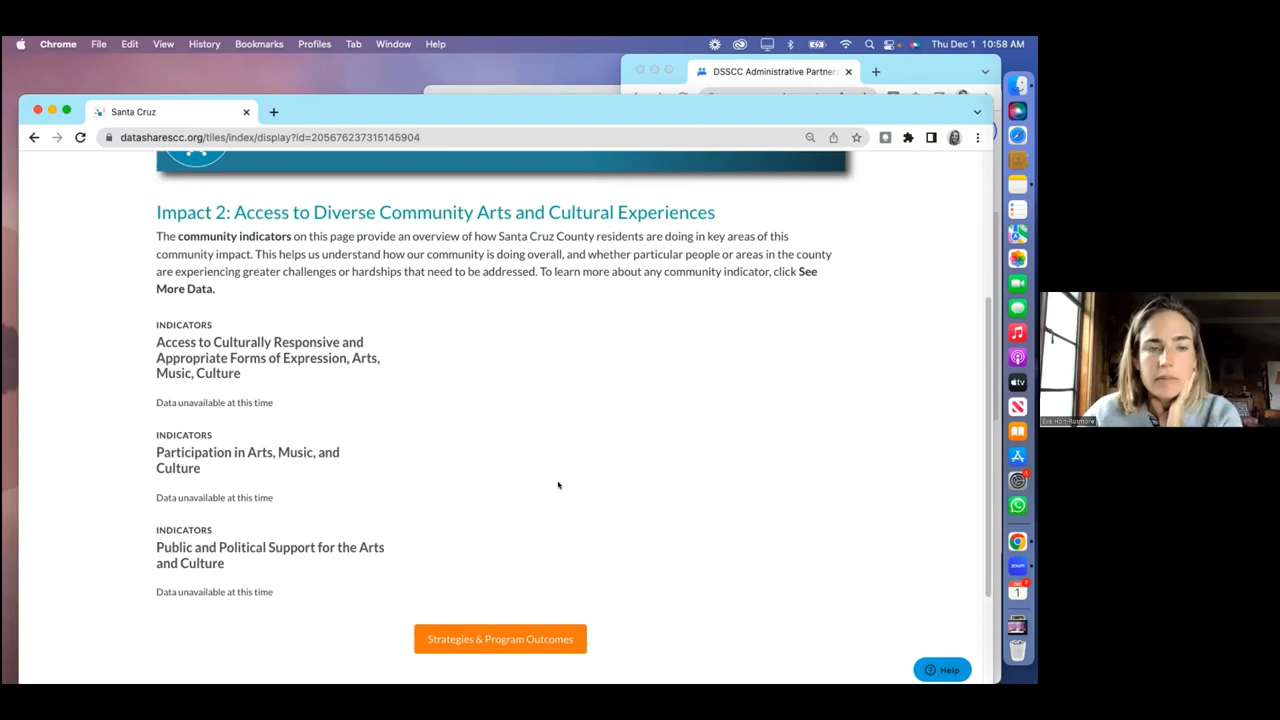 Chrome File Edit View History Bookmarks Profiles Tab Window Help Thu Dec 1 10:58 AM
DSSCC Administrative Partner
Santa Cruz
datasharescc.org/tiles/index/display?id=205676237315145904
Impact 2: Access to Diverse Community Arts and Cultural Experiences
The community indicators on this page provide an overview of how Santa Cruz County residents are doing in key areas of this
community impact. This helps us understand how our community is doing overall, and whether particular people or areas in the county
are experiencing greater challenges or hardships that need to be addressed. To learn more about any community indicator, click See
More Data.
INDICATORS
Access to Culturally Responsive and
Appropriate Forms of Expression, Arts,
Music, Culture
Data unavailable at this time
INDICATORS
Participation in Arts, Music, and
Culture
Data unavailable at this time
INDICATORS
Public and Political Support for the Arts
and Culture
Data unavailable at this time
Strategies & Program Outcomes
Help
tv
zoom
1